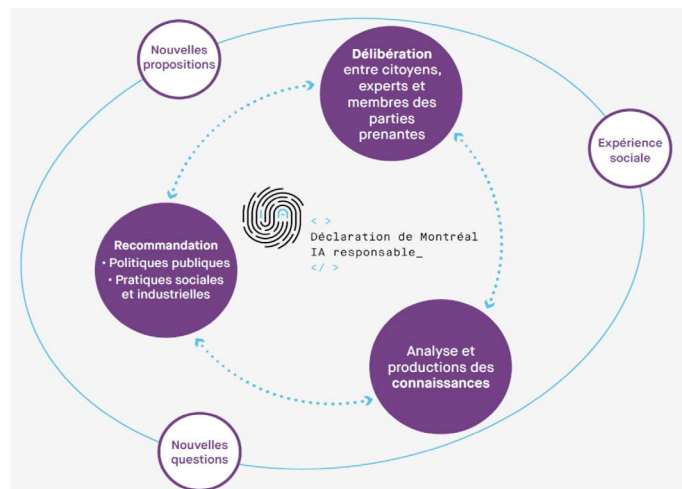 Nouvelles
propositions
Délibération
entre citoyens,
experts et
membres des
parties
prenantes
Expérience
sociale
< >
Déclaration de Montréal
IA responsable_
</ >
Recommandation
• Politiques publiques
• Pratiques sociales
et industrielles
Analyse et
productions des
connaissances
Nouvelles
questions